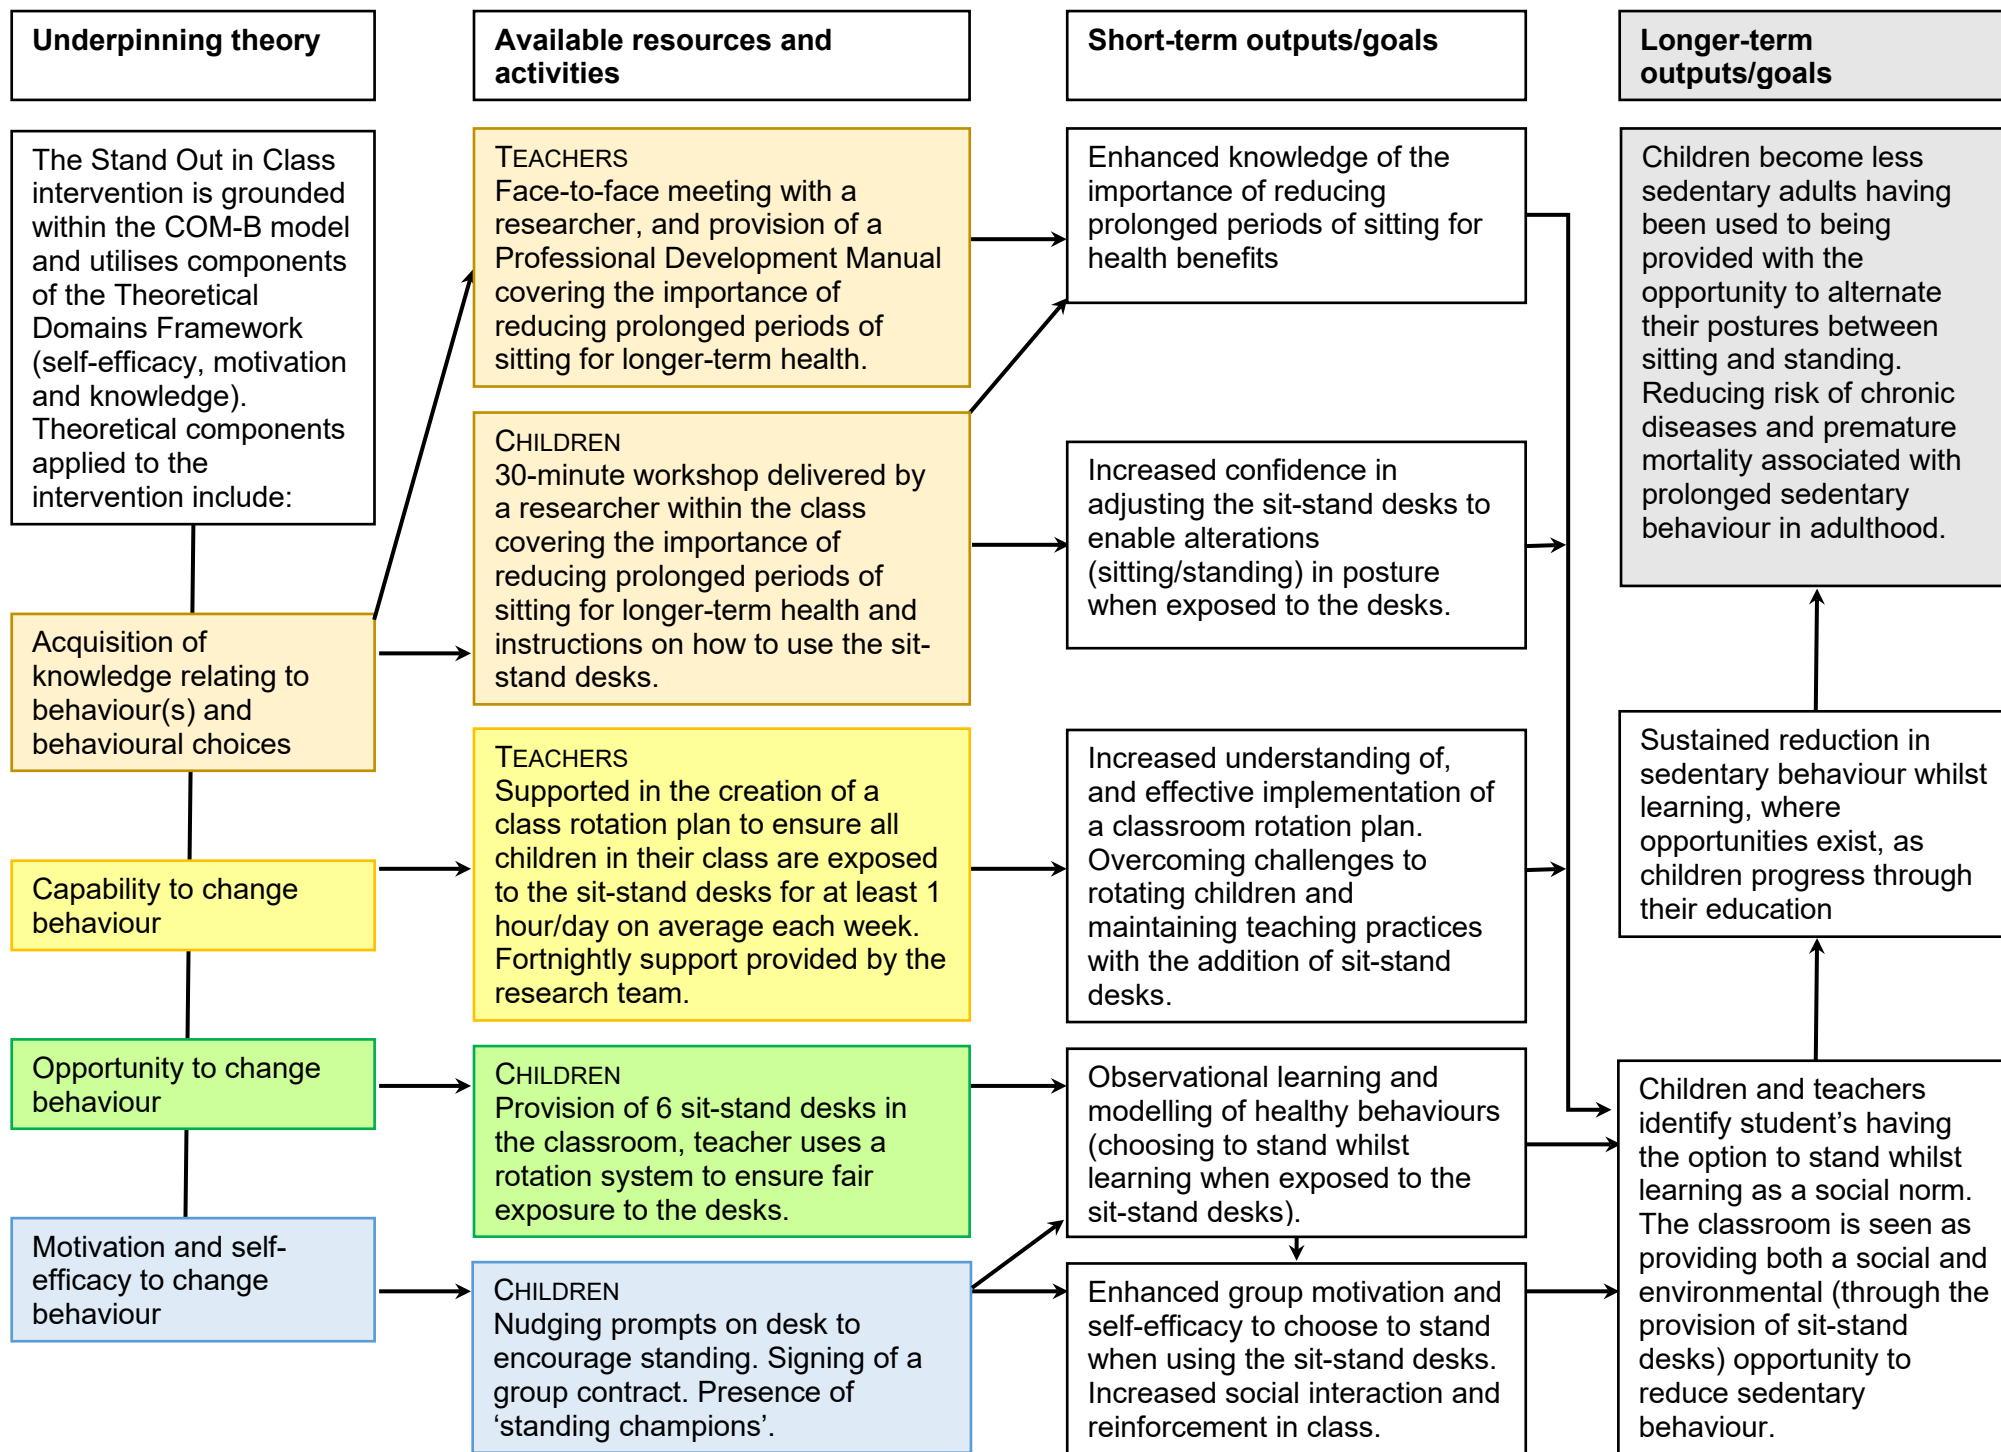 Underpinning theory
Available resources and
activities
Short-term outputs/goals
Longer-term
outputs/goals
The Stand Out in Class
intervention is grounded
within the COM-B model
and utilises components
of the Theoretical
Domains Framework
(self-efficacy, motivation
and knowledge).
Theoretical components
applied to the
intervention include:
Acquisition of
knowledge relating to
behaviour(s) and
behavioural choices
Capability to change
behaviour
Opportunity to change
behaviour
Motivation and self-
efficacy to change
behaviour
TEACHERS
Face-to-face meeting with a
researcher, and provision of a
Professional Development Manual
covering the importance of
reducing prolonged periods of
sitting for longer-term health.
CHILDREN
30-minute workshop delivered by
a researcher within the class
covering the importance of
reducing prolonged periods of
sitting for longer-term health and
instructions on how to use the sit-
stand desks.
TEACHERS
Supported in the creation of a
class rotation plan to ensure all
children in their class are exposed
to the sit-stand desks for at least 1
hour/day on average each week.
Fortnightly support provided by the
research team.
CHILDREN
Provision of 6 sit-stand desks in
the classroom, teacher uses a
rotation system to ensure fair
exposure to the desks.
CHILDREN
Nudging prompts on desk to
encourage standing. Signing of a
group contract. Presence of
‘standing champions’.
Enhanced knowledge of the
importance of reducing
prolonged periods of sitting for
health benefits
Increased confidence in
adjusting the sit-stand desks to
enable alterations
(sitting/standing) in posture
when exposed to the desks.
Increased understanding of,
and effective implementation of
a classroom rotation plan.
Overcoming challenges to
rotating children and
maintaining teaching practices
with the addition of sit-stand
desks.
Observational learning and
modelling of healthy behaviours
(choosing to stand whilst
learning when exposed to the
sit-stand desks).
Enhanced group motivation and
self-efficacy to choose to stand
when using the sit-stand desks.
Increased social interaction and
reinforcement in class.
Children become less
sedentary adults having
been used to being
provided with the
opportunity to alternate
their postures between
sitting and standing.
Reducing risk of chronic
diseases and premature
mortality associated with
prolonged sedentary
behaviour in adulthood.
Sustained reduction in
sedentary behaviour whilst
learning, where
opportunities exist, as
children progress through
their education
Children and teachers
identify student’s having
the option to stand whilst
learning as a social norm.
The classroom is seen as
providing both a social and
environmental (through the
provision of sit-stand
desks) opportunity to
reduce sedentary
behaviour.